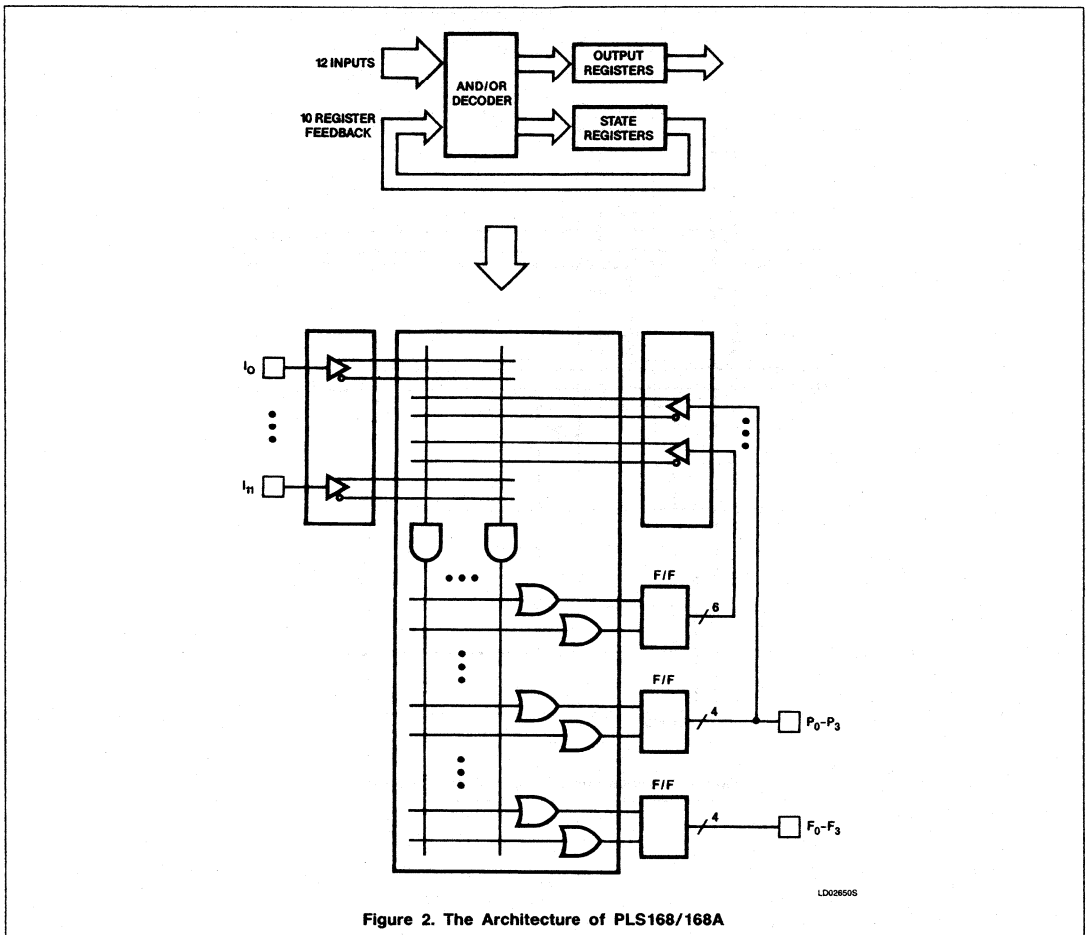 12 INPUTS
AND/OR
DECODER
OUTPUT
REGISTERS
10 REGISTER
FEEDBACK
STATE
REGISTERS
I0
I11
F/F
6
F/F
4
P0–P3
F/F
4
F0–F3
LD02650S
Figure 2. The Architecture of PLS168/168A